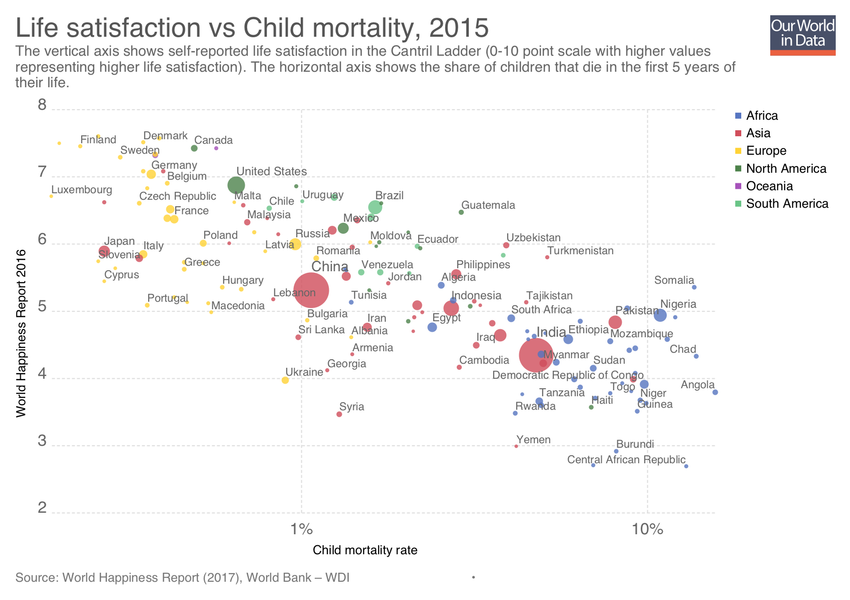 Life satisfaction vs Child mortality, 2015
Our World
in Data
The vertical axis shows self-reported life satisfaction in the Cantril Ladder (0-10 point scale with higher values
representing higher life satisfaction). The horizontal axis shows the share of children that die in the first 5 years of
their life.
8
Africa
Asia
Europe
North America
Oceania
South America
Finland
Denmark
Canada
Sweden
7
Germany
Belgium
United States
Luxembourg
Czech Republic
Malta
Chile
Uruguay
Brazil
France
Malaysia
Mexico
Guatemala
6
Japan
Italy
Poland
Latvia
Russia
Moldova
Ecuador
Uzbekistan
Slovenia
Romania
Turkmenistan
Greece
China
Venezuela
Philippines
Cyprus
Hungary
Jordan
Somalia
Lebanon
Tunisia
Indonesia
Tajikistan
Portugal
Macedonia
5
Bulgaria
Iran
Egypt
South Africa
Pakistan
Nigeria
Sri Lanka
Albania
Iraq
India
Ethiopia
Mozambique
Armenia
Myanmar
Chad
Georgia
Cambodia
Sudan
4
Ukraine
Democratic Republic of Congo
Togo
Angola
Tanzania
Niger
Syria
Rwanda
Haiti
Guinea
3
Yemen
Burundi
Central African Republic
2
1%
10%
Child mortality rate
World Happiness Report 2016
Source: World Happiness Report (2017), World Bank – WDI